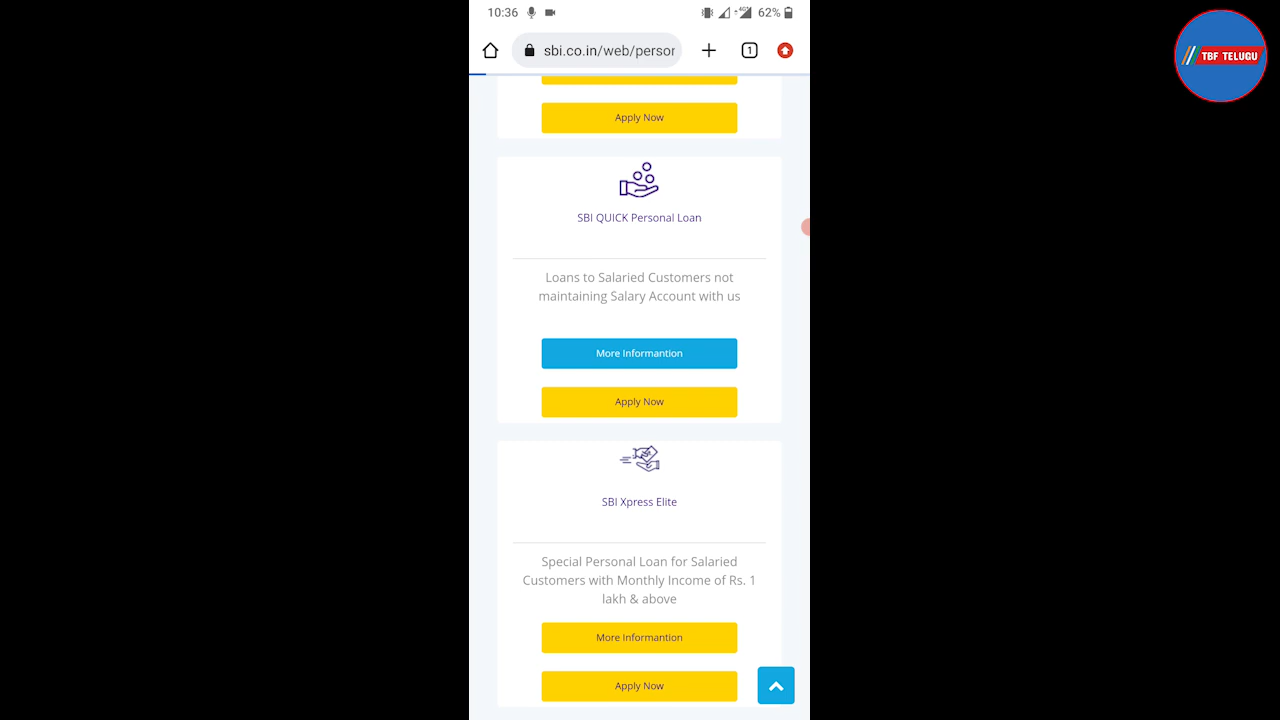 10:36
4G
62%
sbi.co.in/web/person
1
TBF TELUGU
Apply Now
SBI QUICK Personal Loan
Loans to Salaried Customers not
maintaining Salary Account with us
More Informantion
Apply Now
SBI Xpress Elite
Special Personal Loan for Salaried
Customers with Monthly Income of Rs. 1
lakh & above
More Informantion
Apply Now